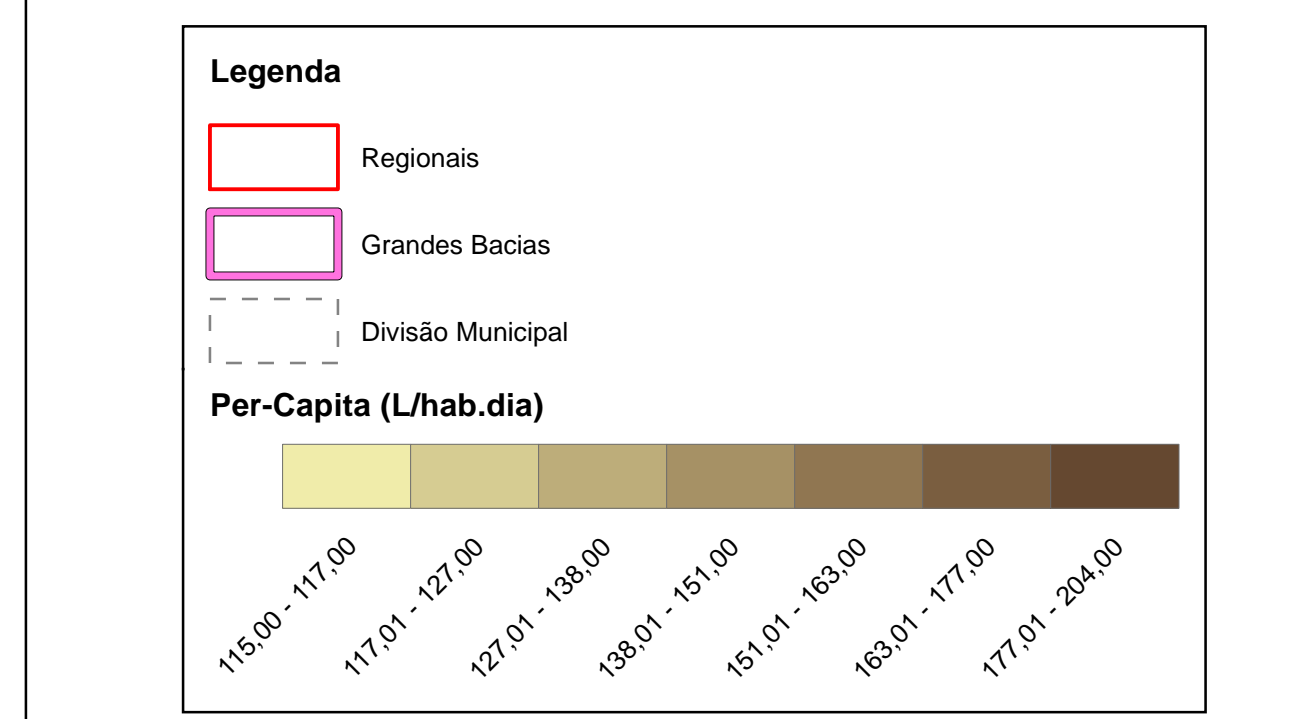 Legenda
Regionais
Grandes Bacias
Divisão Municipal
Per-Capita (L/hab.dia)
115,00 - 117,00
117,01 - 127,00
127,01 - 138,00
138,01 - 151,00
151,01 - 163,00
163,01 - 177,00
177,01 - 204,00